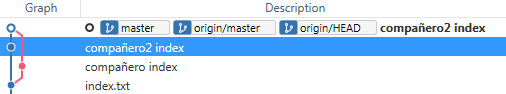 Graph Description
master origin/master origin/HEAD compañero2 index
compañero2 index
compañero index
index.txt